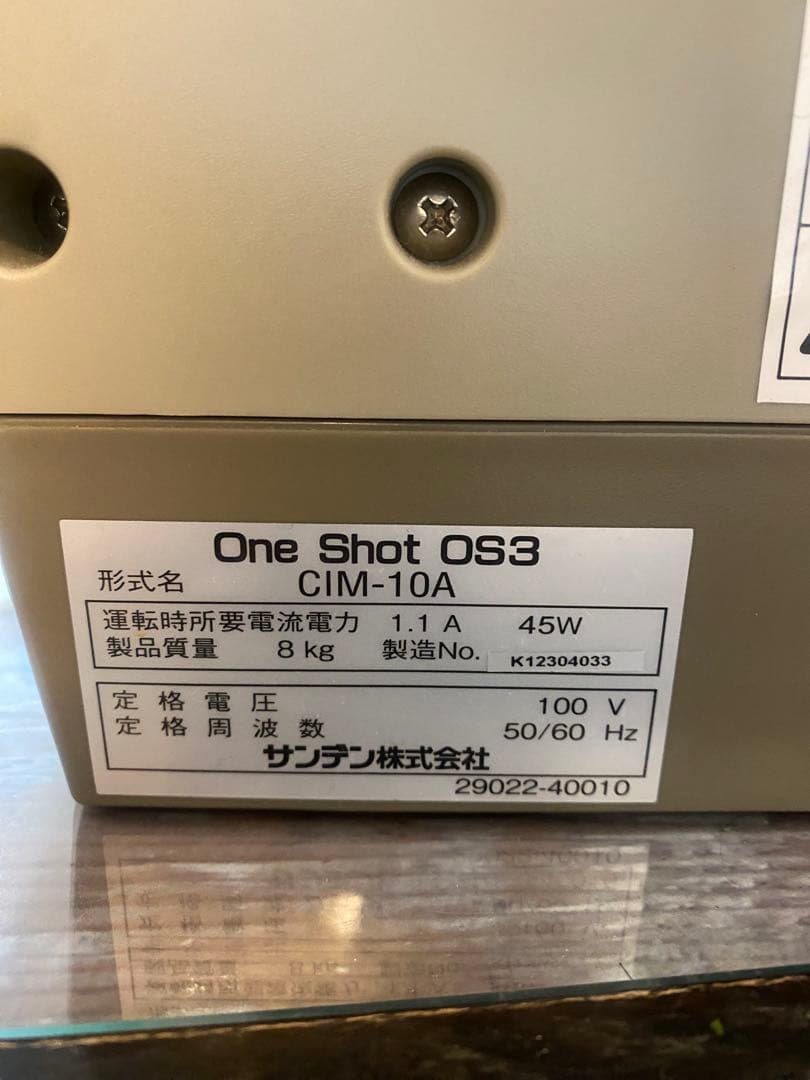 One Shot OS3
形式名 CIM-10A
運転時所要電流電力 1.1 A 45W
製品質量 8 kg 製造No. K12304033
定格電圧 100 V
定格周波数 50/60 Hz
サンデン株式会社
29022-40010